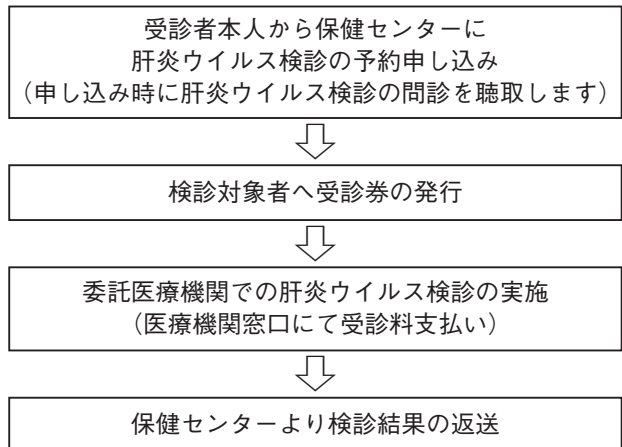 受診者本人から保健センターに
肝炎ウイルス検診の予約申し込み
（申し込み時に肝炎ウイルス検診の問診を聴取します）
検診対象者へ受診券の発行
委託医療機関での肝炎ウイルス検診の実施
（医療機関窓口にて受診料支払い）
保健センターより検診結果の返送